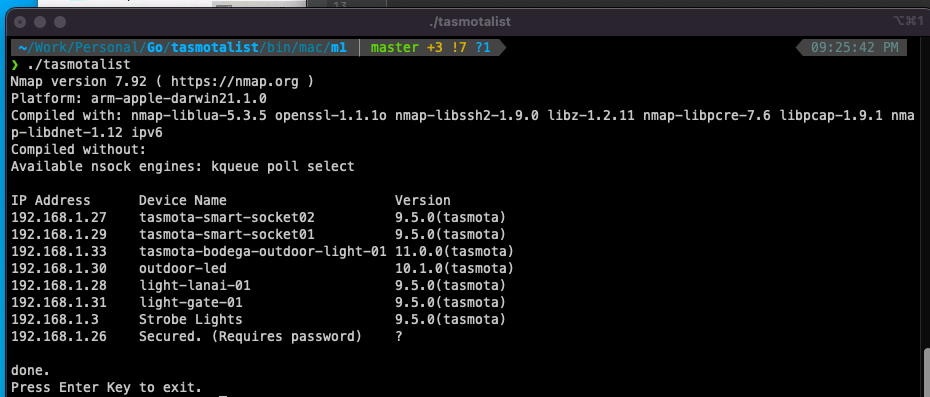 13
./tasmotalist
⌥⌘1
~/Work/Personal/Go/tasmotalist/bin/mac/m1 master +3 !7 ?1 09:25:42 PM
❯ ./tasmotalist
Nmap version 7.92 ( https://nmap.org )
Platform: arm-apple-darwin21.1.0
Compiled with: nmap-liblua-5.3.5 openssl-1.1.1o nmap-libssh2-1.9.0 libz-1.2.11 nmap-libpcre-7.6 libpcap-1.9.1 nma
p-libdnet-1.12 ipv6
Compiled without:
Available nsock engines: kqueue poll select
IP Address Device Name Version
192.168.1.27 tasmota-smart-socket02 9.5.0(tasmota)
192.168.1.29 tasmota-smart-socket01 9.5.0(tasmota)
192.168.1.33 tasmota-bodega-outdoor-light-01 11.0.0(tasmota)
192.168.1.30 outdoor-led 10.1.0(tasmota)
192.168.1.28 light-lanai-01 9.5.0(tasmota)
192.168.1.31 light-gate-01 9.5.0(tasmota)
192.168.1.3 Strobe Lights 9.5.0(tasmota)
192.168.1.26 Secured. (Requires password) ?
done.
Press Enter Key to exit.